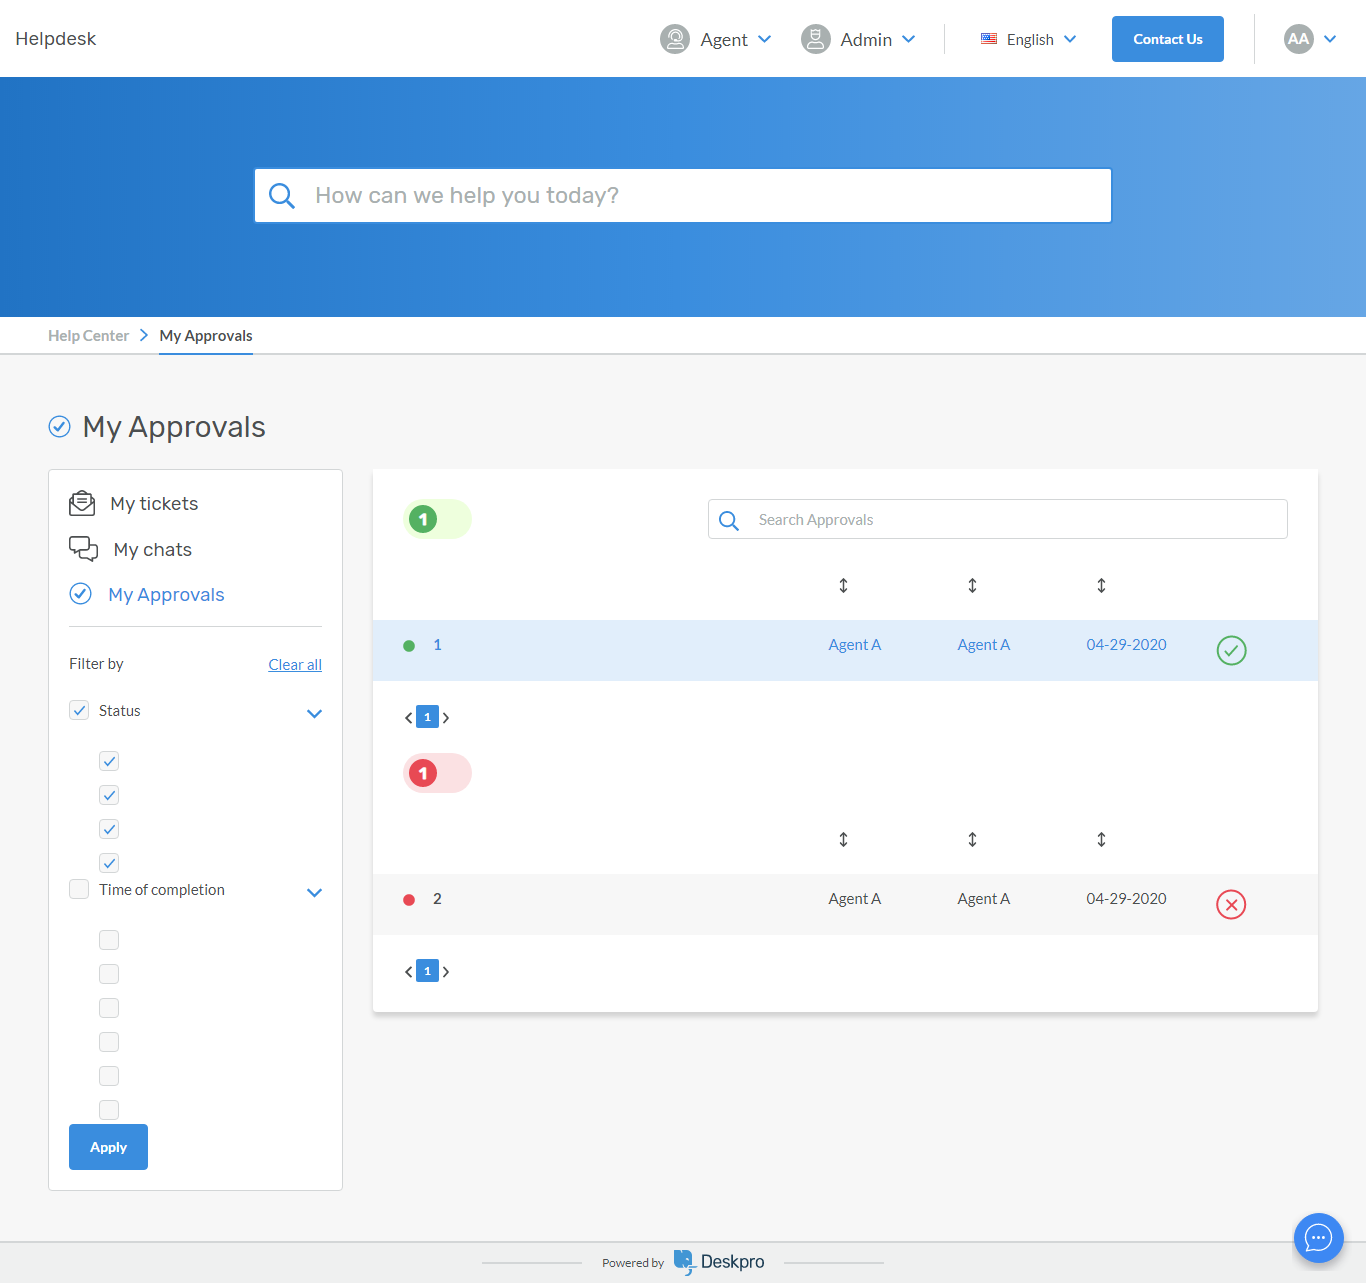 Helpdesk
Agent
Admin
English
Contact Us
AA
How can we help you today?
Help Center
My Approvals
My Approvals
My tickets
My chats
My Approvals
Filter by
Clear all
Status
Time of completion
Apply
1
Search Approvals
1
Agent A
Agent A
04-29-2020
1
1
2
Agent A
Agent A
04-29-2020
1
Powered by
Deskpro